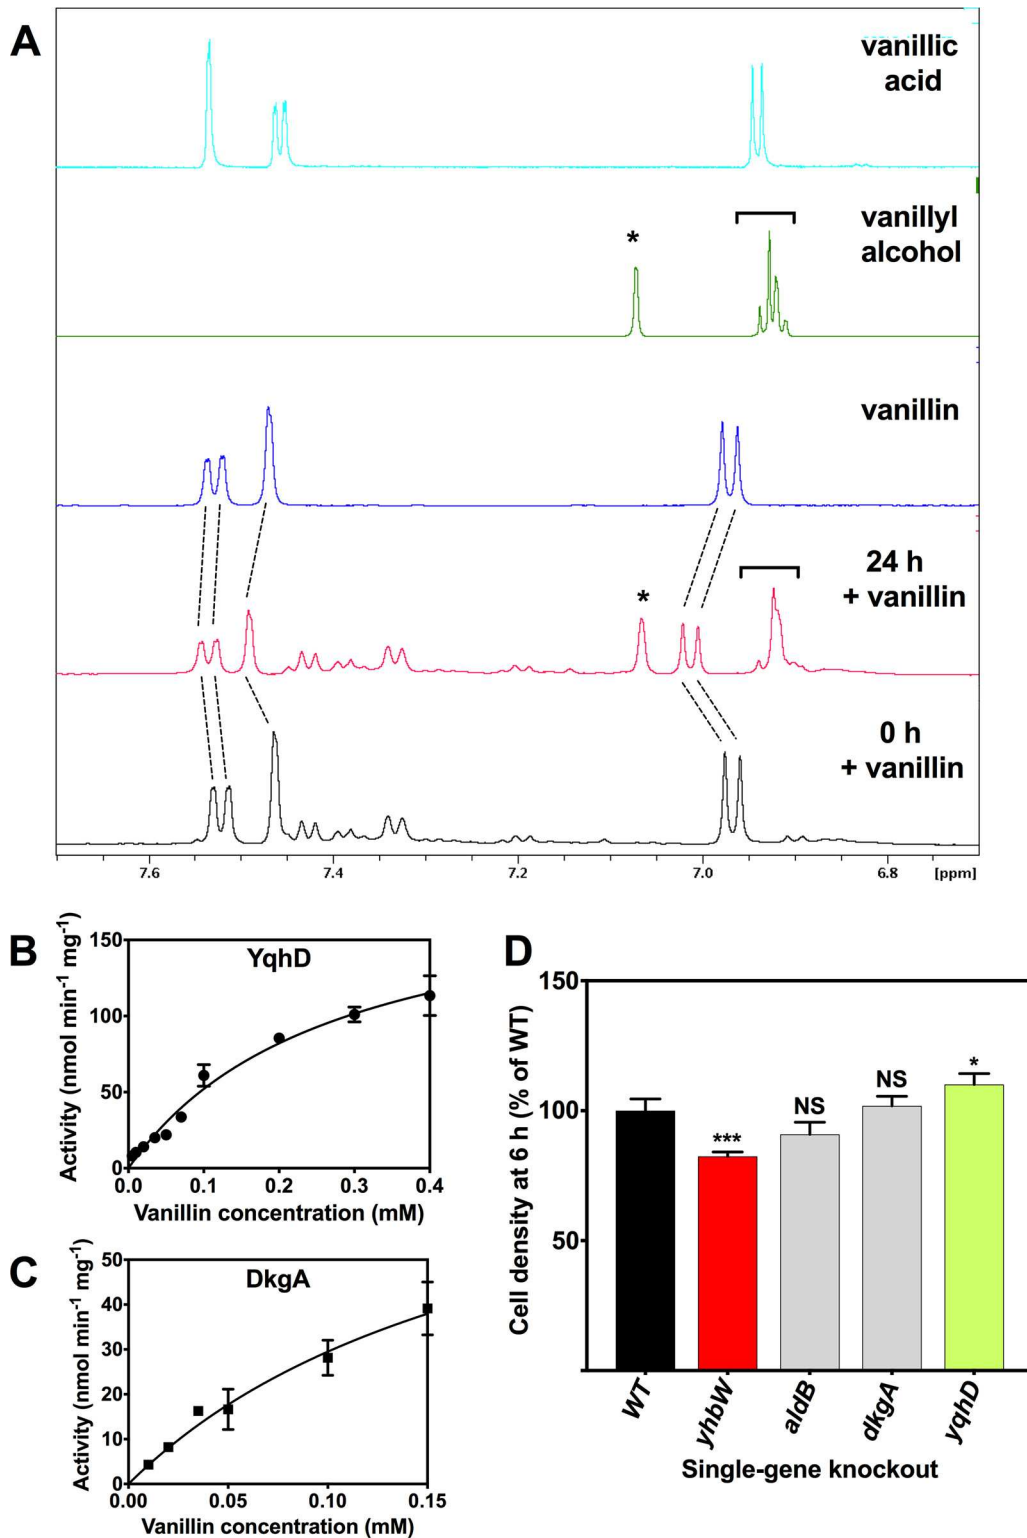 A
vanillic
acid
*
vanillyl
alcohol
vanillin
24 h
+ vanillin
*
0 h
+ vanillin
7.6 7.4 7.2 7.0 6.8 [ppm]
B
YqhD
Activity (nmol min⁻¹ mg⁻¹)
150
100
50
0
0.0 0.1 0.2 0.3 0.4
Vanillin concentration (mM)
C
DkgA
Activity (nmol min⁻¹ mg⁻¹)
50
40
30
20
10
0
0.00 0.05 0.10 0.15
Vanillin concentration (mM)
D
Cell density at 6 h (% of WT)
150
100
50
***
NS
NS
*
WT yhbW aldB dkgA yqhD
Single-gene knockout